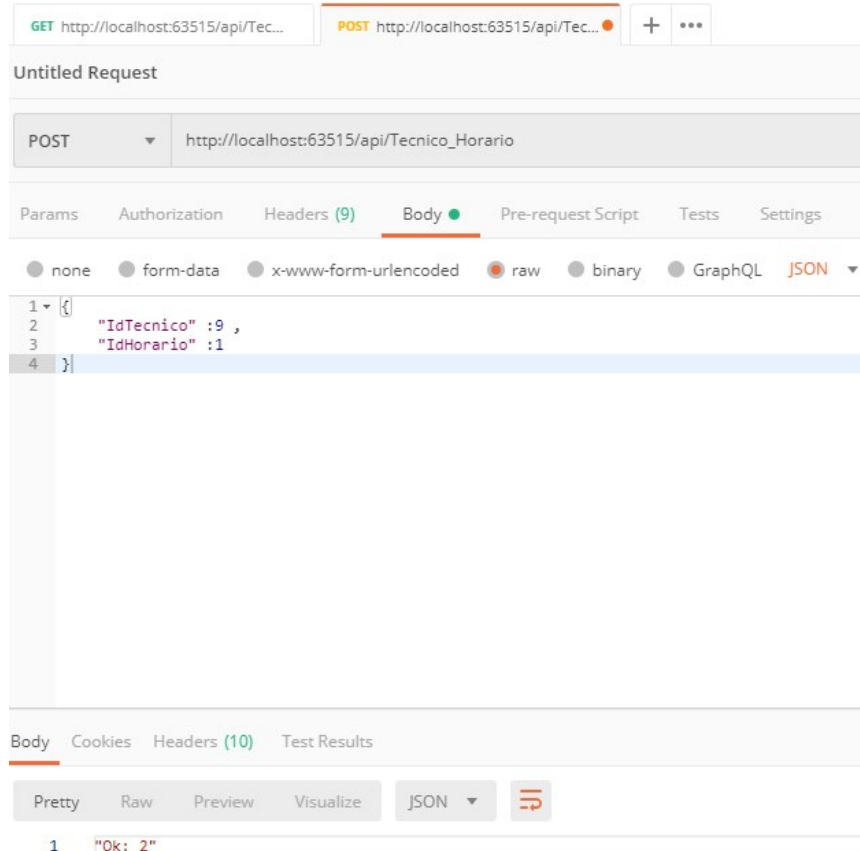 GET http://localhost:63515/api/Tec... POST http://localhost:63515/api/Tec... + •••
Untitled Request
POST http://localhost:63515/api/Tecnico_Horario
Params Authorization Headers (9) Body Pre-request Script Tests Settings
none form-data x-www-form-urlencoded raw binary GraphQL JSON
1 {
2 "IdTecnico" :9 ,
3 "IdHorario" :1
4 }
Body Cookies Headers (10) Test Results
Pretty Raw Preview Visualize JSON
1 "Ok: 2"